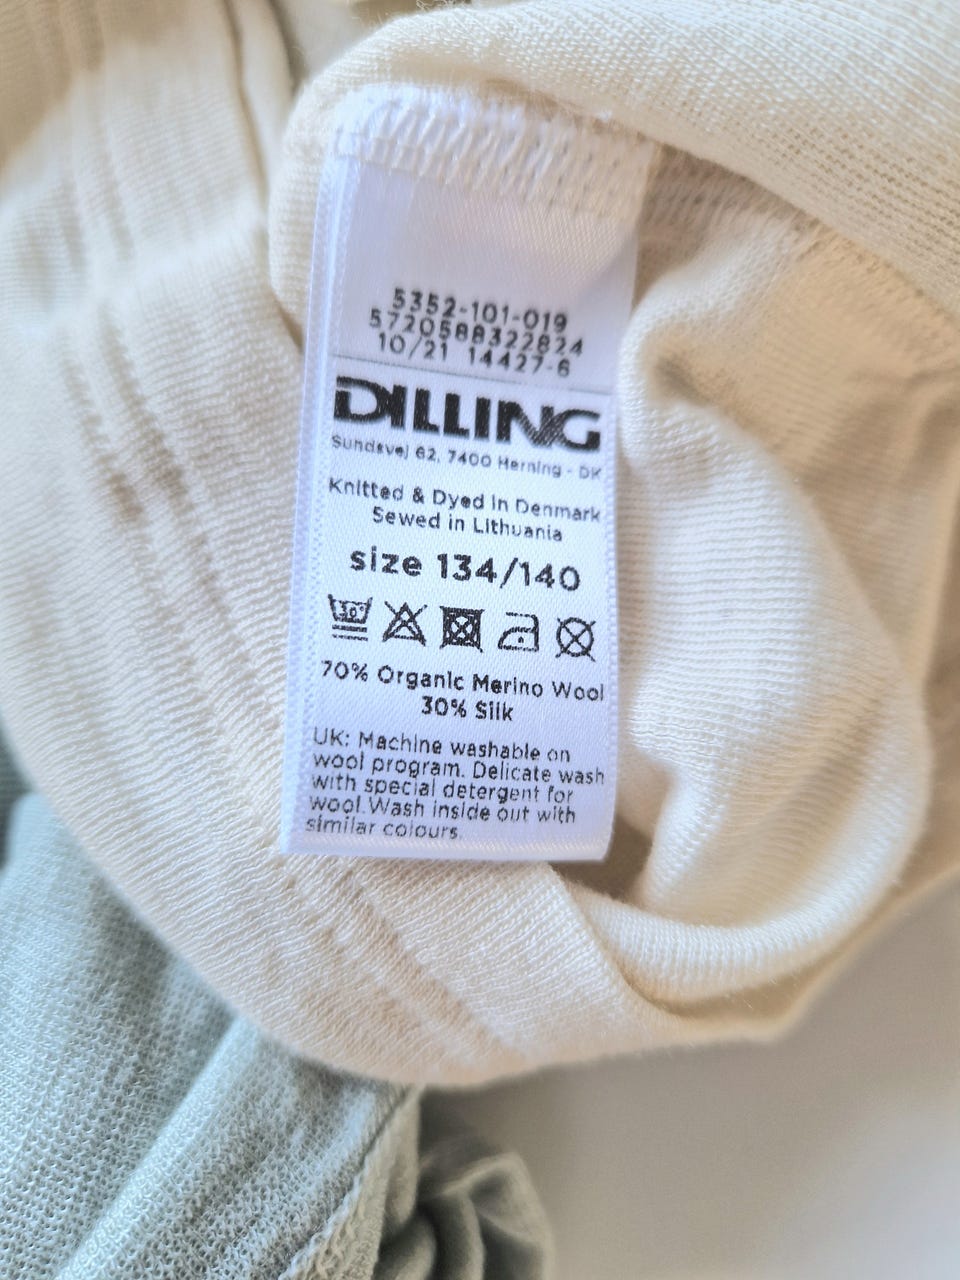 5352-101-019
5720588322824
10/21 14427-6
DILLING
Sundsvej 62, 7400 Herning - DK
Knitted & Dyed in Denmark
Sewed in Lithuania
size 134/140
30°
70% Organic Merino Wool
30% Silk
UK: Machine washable on
wool program. Delicate wash
with special detergent for
wool.Wash inside out with
similar colours.